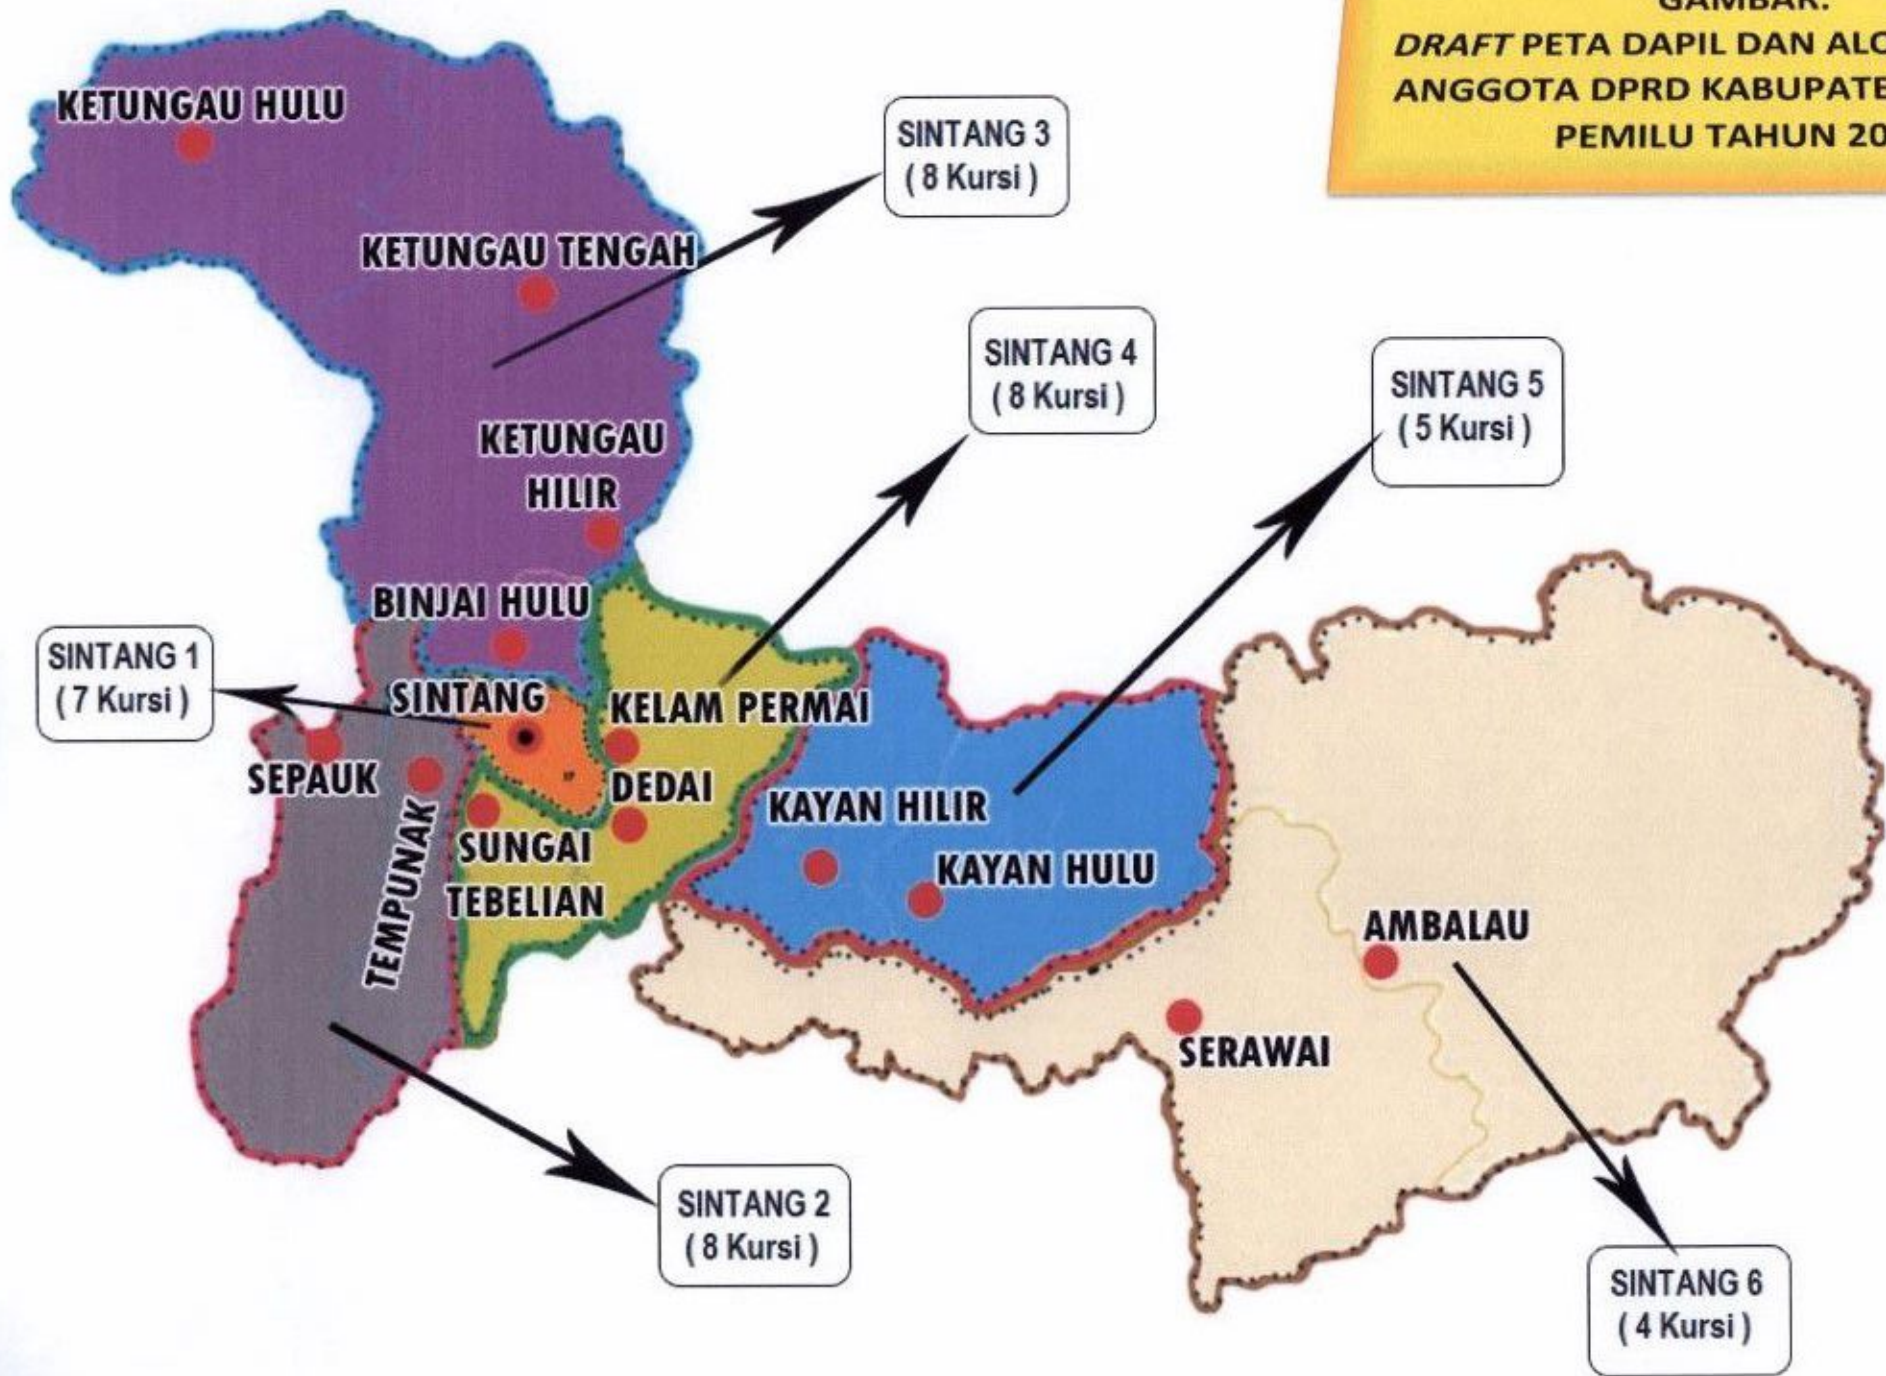 GAMBAR.
DRAFT PETA DAPIL DAN
ANGGOTA DPRD
PEMILU TAHUN
KETUNGAU HULU
SINTANG 3
( 8 Kursi )
KETUNGAU TENGAH
SINTANG 4
( 8 Kursi )
SINTANG 5
( 5 Kursi )
KETUNGAU
HILIR
BINJAI HULU
SINTANG 1
( 7 Kursi )
SINTANG
KELAM PERMAI
SEPAUK
DEDAI
TEMPUNAK
SUNGAI
TEBELIAN
KAYAN HILIR
KAYAN HULU
AMBALAU
SERAWAI
SINTANG 2
( 8 Kursi )
SINTANG 6
( 4 Kursi )